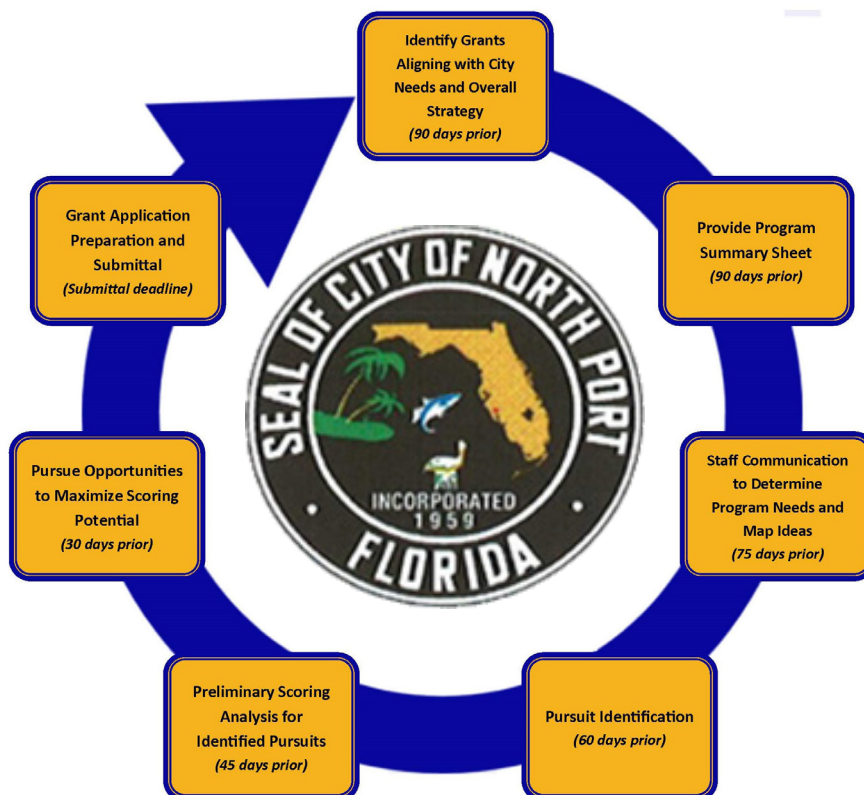 Identify Grants
Aligning with City
Needs and Overall
Strategy
(90 days prior)
Provide Program
Summary Sheet
(90 days prior)
Staff Communication
to Determine
Program Needs and
Map Ideas
(75 days prior)
Pursuit Identification
(60 days prior)
Preliminary Scoring
Analysis for
Identified Pursuits
(45 days prior)
Pursue Opportunities
to Maximize Scoring
Potential
(30 days prior)
Grant Application
Preparation and
Submittal
(Submittal deadline)
SEAL OF CITY OF NORTH PORT
INCORPORATED
1959
FLORIDA